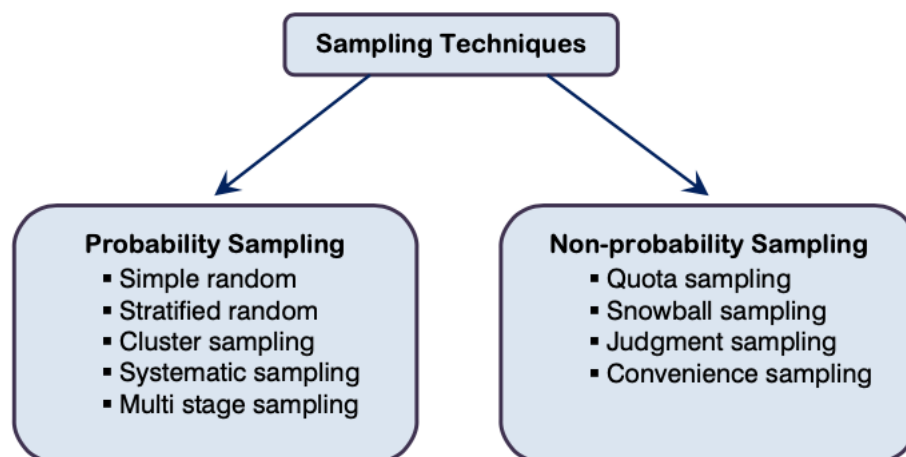 Sampling Techniques
Probability Sampling
▪ Simple random
▪ Stratified random
▪ Cluster sampling
▪ Systematic sampling
▪ Multi stage sampling
Non-probability Sampling
▪ Quota sampling
▪ Snowball sampling
▪ Judgment sampling
▪ Convenience sampling